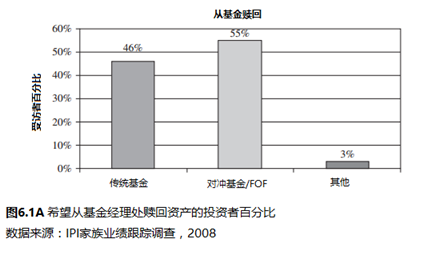 从基金赎回
受访者百分比
60%
50%
40%
30%
20%
10%
0%
46%
55%
3%
传统基金
对冲基金/FOF
其他
图6.1A 希望从基金经理处赎回资产的投资者百分比
数据来源：IPI家族业绩跟踪调查，2008